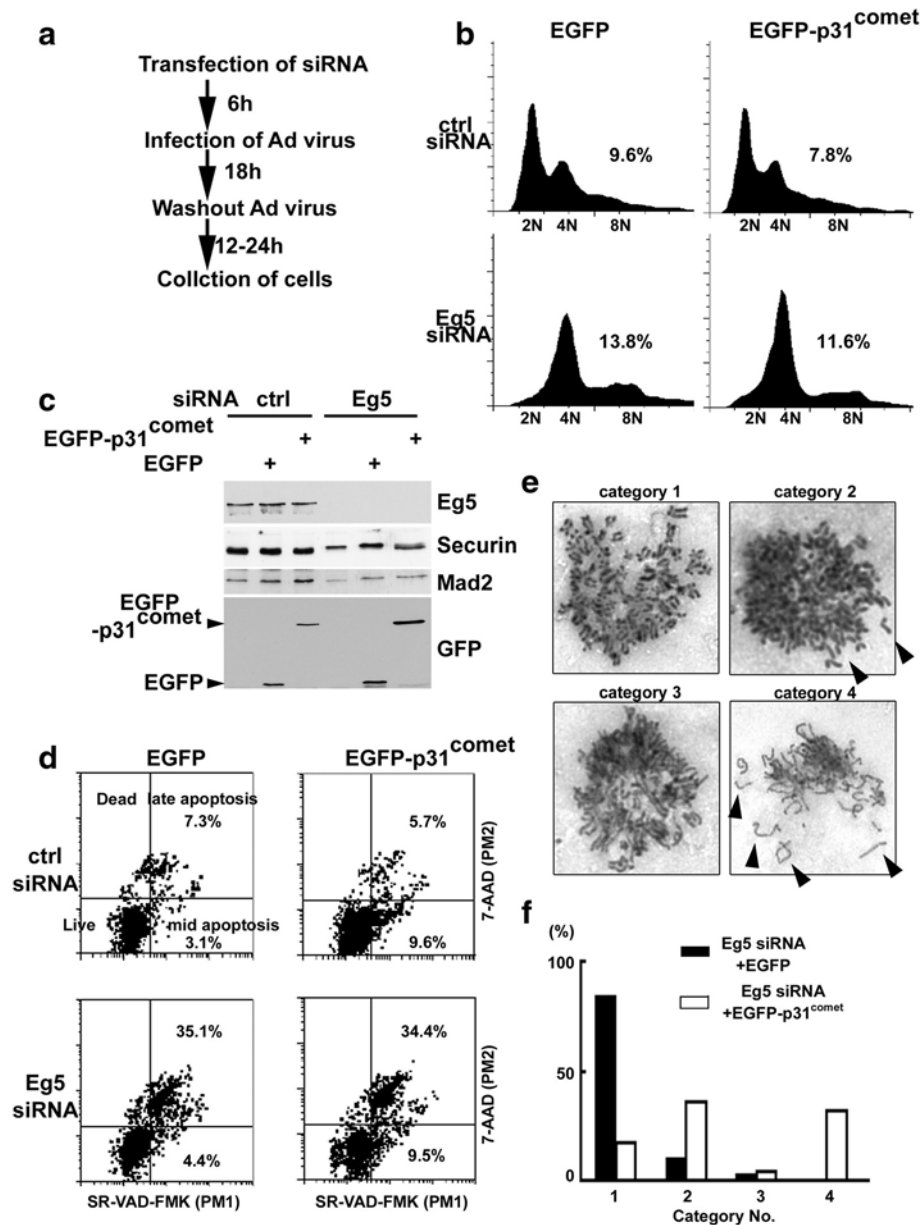 a
Transfection of siRNA
6h
Infection of Ad virus
18h
Washout Ad virus
12-24h
Collction of cells
b
EGFP
EGFP-p31comet
ctrl
siRNA
9.6%
7.8%
2N 4N 8N
2N 4N 8N
Eg5
siRNA
13.8%
11.6%
2N 4N 8N
2N 4N 8N
c
siRNA ctrl Eg5
EGFP-p31comet + +
EGFP + +
Eg5
Securin
Mad2
EGFP
-p31comet
GFP
EGFP
d
EGFP
EGFP-p31comet
ctrl
siRNA
Dead late apoptosis
7.3%
Live mid apoptosis
3.1%
5.7%
9.6%
7-AAD (PM2)
Eg5
siRNA
35.1%
4.4%
34.4%
9.5%
7-AAD (PM2)
SR-VAD-FMK (PM1)
SR-VAD-FMK (PM1)
e
category 1
category 2
category 3
category 4
f
(%)
100
50
0
Eg5 siRNA
+EGFP
Eg5 siRNA
+EGFP-p31comet
1 2 3 4
Category No.